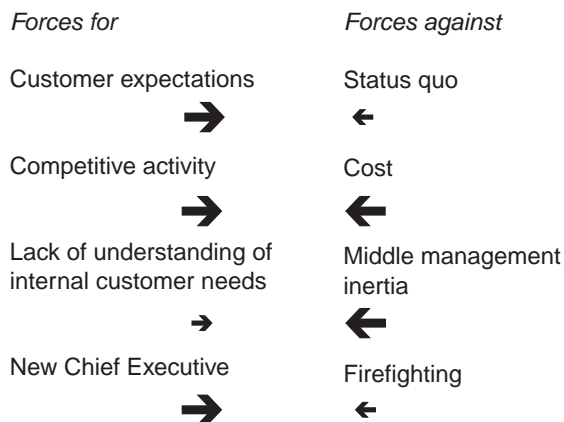 Forces for
Forces against
Customer expectations
Status quo
Competitive activity
Cost
Lack of understanding of
internal customer needs
Middle management
inertia
New Chief Executive
Firefighting